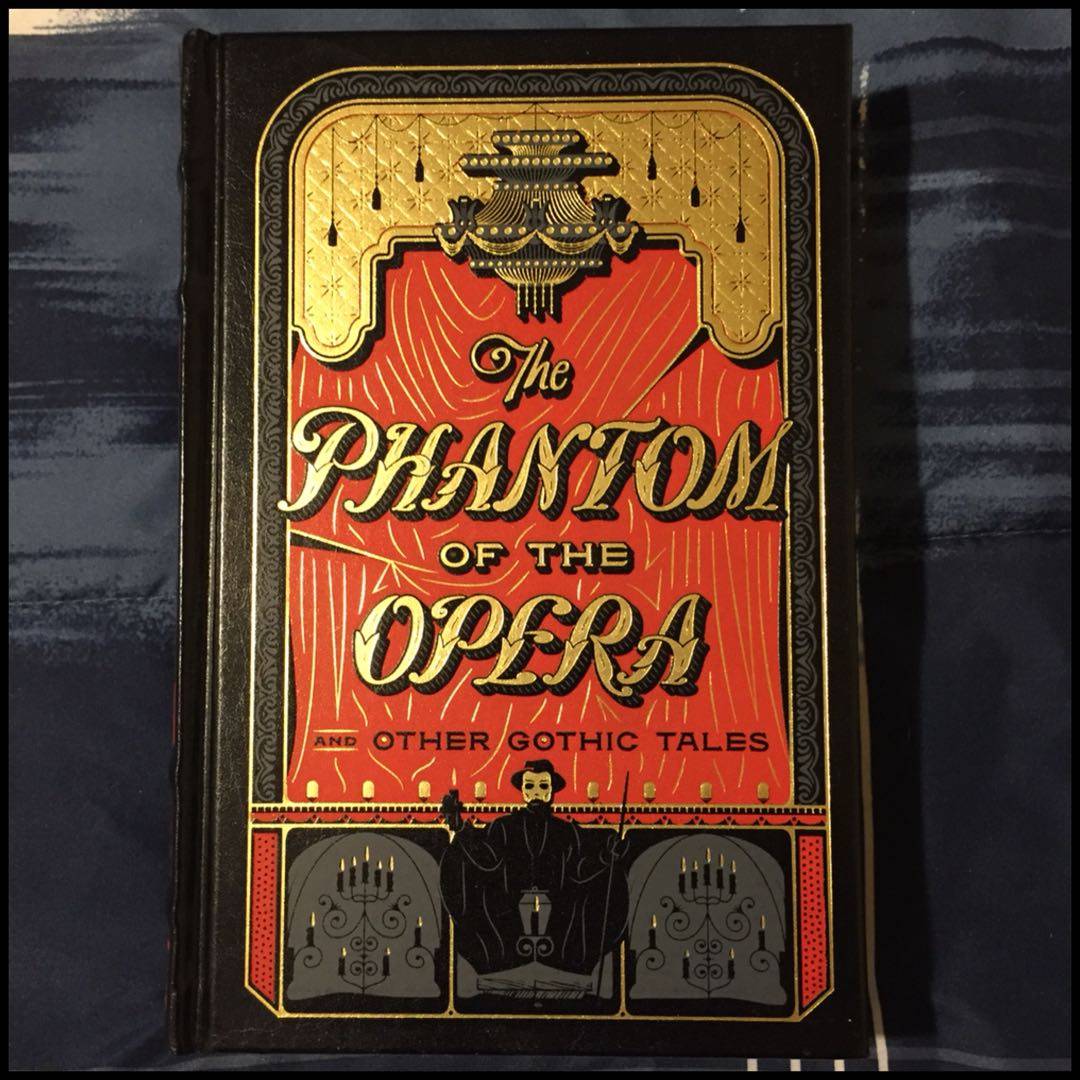 The
PHANTOM
OF THE
OPERA
AND OTHER GOTHIC TALES